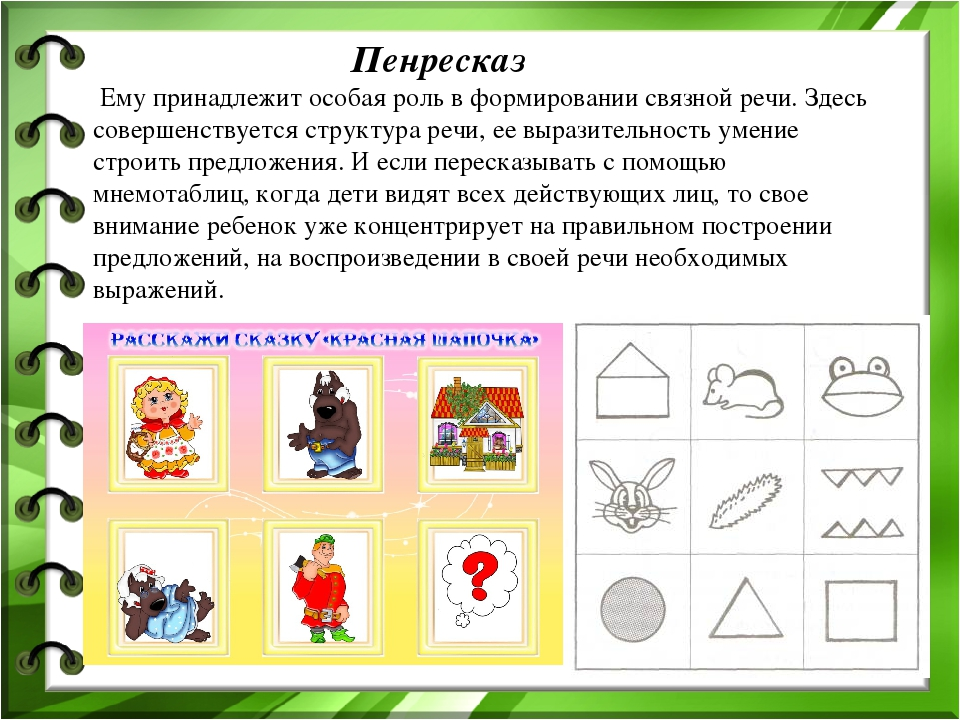 Пенресказ
Ему принадлежит особая роль в формировании связной речи. Здесь
совершенствуется структура речи, ее выразительность умение
строить предложения. И если пересказывать с помощью
мнемотаблиц, когда дети видят всех действующих лиц, то свое
внимание ребенок уже концентрирует на правильном построении
предложений, на воспроизведении в своей речи необходимых
выражений.
РАССКАЖИ СКАЗКУ «КРАСНАЯ ШАПОЧКА»
?